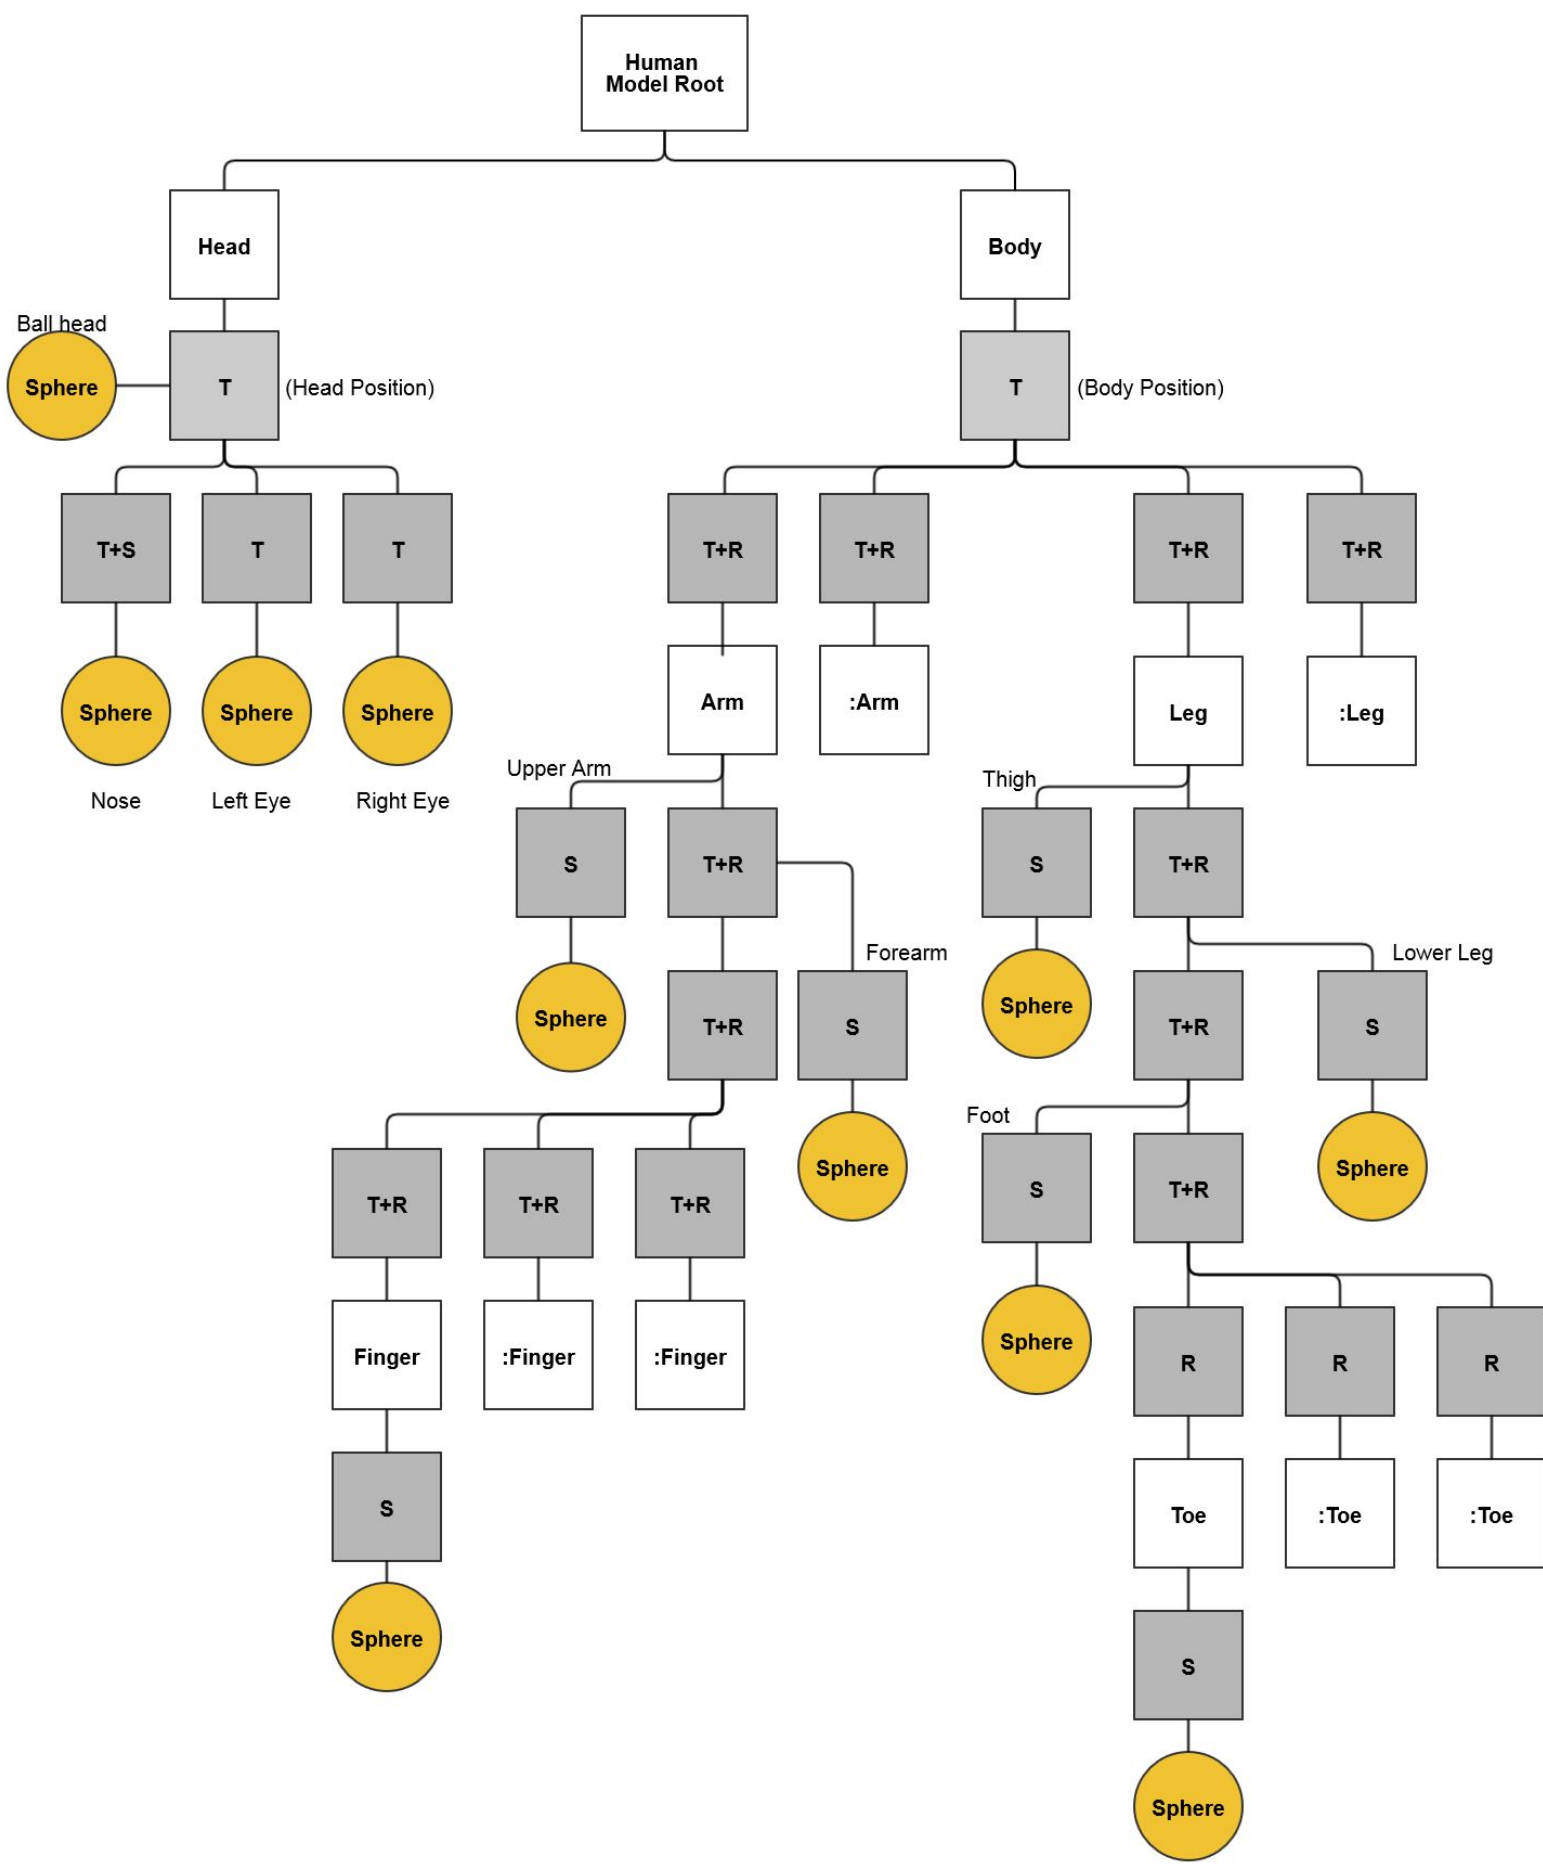 Human
Model Root
Head
Body
Ball head
Sphere
T
(Head Position)
T
(Body Position)
T+S
T
T
T+R
T+R
T+R
T+R
Sphere
Sphere
Sphere
Arm
:Arm
Leg
:Leg
Nose
Left Eye
Right Eye
Upper Arm
Thigh
S
T+R
S
T+R
Forearm
Lower Leg
Sphere
T+R
S
Sphere
T+R
S
Foot
T+R
T+R
T+R
Sphere
S
T+R
Sphere
Finger
:Finger
:Finger
Sphere
R
R
R
S
Toe
:Toe
:Toe
Sphere
S
Sphere